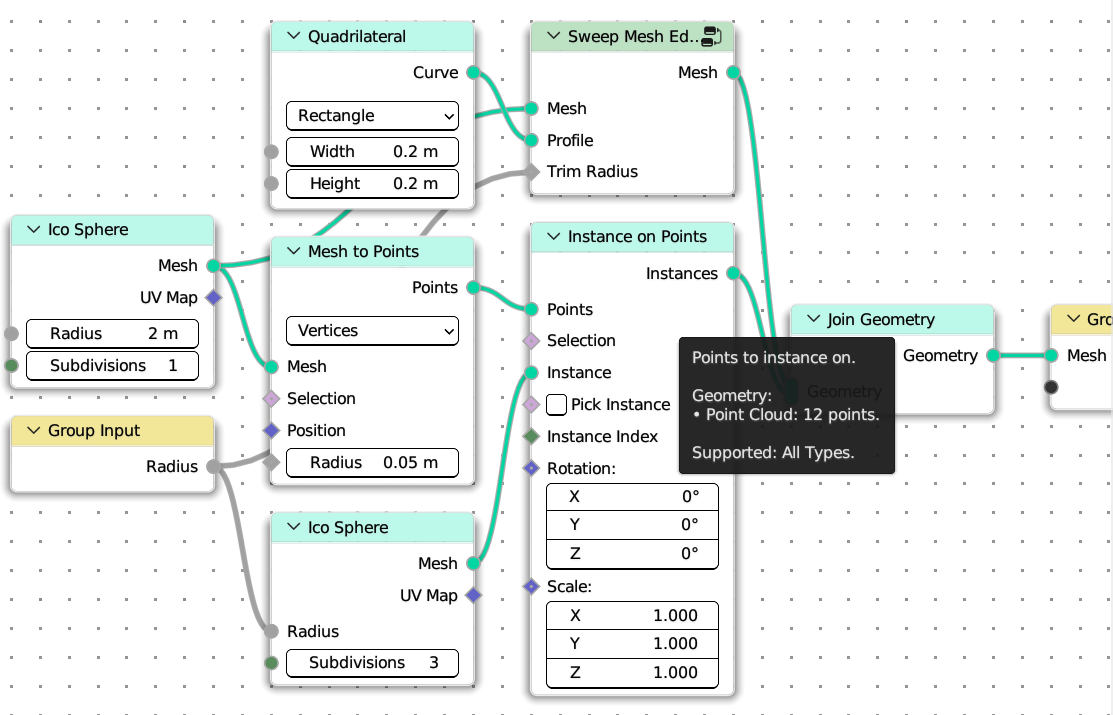 Quadrilateral
Curve
Rectangle
Width 0.2 m
Height 0.2 m
Sweep Mesh Ed..
Mesh
Mesh
Profile
Trim Radius
Ico Sphere
Mesh
UV Map
Radius 2 m
Subdivisions 1
Group Input
Radius
Mesh to Points
Points
Vertices
Mesh
Selection
Position
Radius 0.05 m
Ico Sphere
Mesh
UV Map
Radius
Subdivisions 3
Instance on Points
Instances
Points
Selection
Instance
Pick Instance
Instance Index
Rotation:
X 0°
Y 0°
Z 0°
Scale:
X 1.000
Y 1.000
Z 1.000
Points to instance on.
Geometry:
• Point Cloud: 12 points.
Supported: All Types.
Join Geometry
Geometry
Geometry
Gro
Mesh